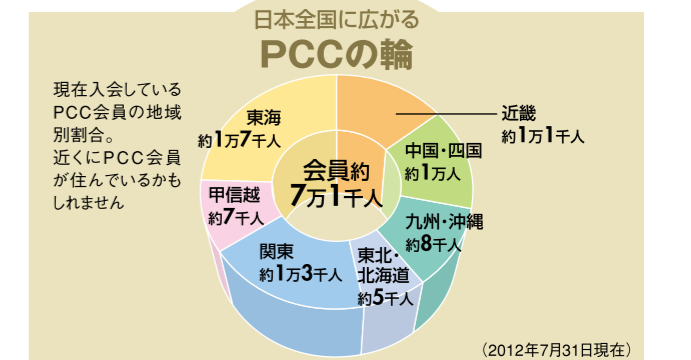 日本全国に広がる
PCCの輪
現在入会している
PCC会員の地域
別割合。
近くにPCC会員
が住んでいるかも
しれません
近畿
約1万1千人
中国・四国
約1万人
九州・沖縄
約8千人
東北・
北海道
約5千人
関東
約1万3千人
甲信越
約7千人
東海
約1万7千人
会員約
7万1千人
（2012年7月31日現在）